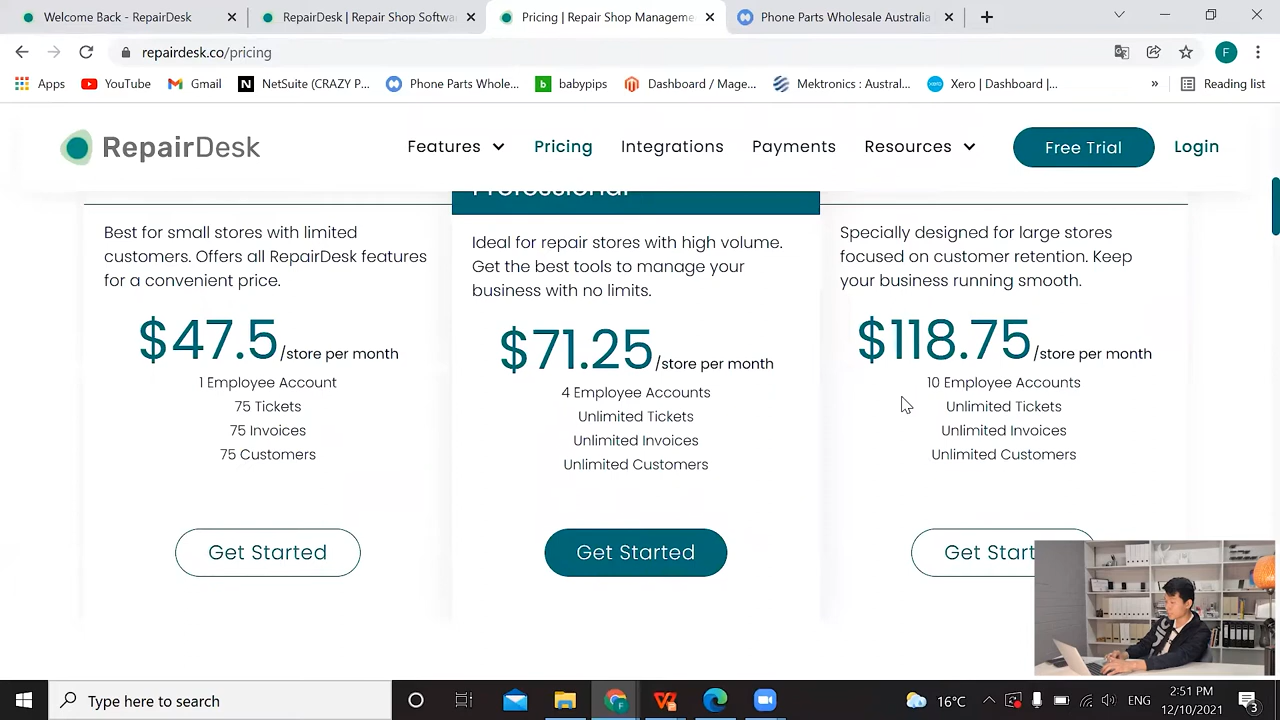 Welcome Back - RepairDesk
RepairDesk | Repair Shop Softwa
Pricing | Repair Shop Manageme
Phone Parts Wholesale Australia
repairdesk.co/pricing
F
Apps
YouTube
Gmail
NetSuite (CRAZY P...
Phone Parts Whole...
babypips
Dashboard / Mage...
Mektronics : Austral...
Xero | Dashboard |...
»
Reading list
RepairDesk
Features
Pricing
Integrations
Payments
Resources
Free Trial
Login
Professional
Best for small stores with limited
customers. Offers all RepairDesk features
for a convenient price.
$47.5/store per month
1 Employee Account
75 Tickets
75 Invoices
75 Customers
Get Started
Ideal for repair stores with high volume.
Get the best tools to manage your
business with no limits.
$71.25/store per month
4 Employee Accounts
Unlimited Tickets
Unlimited Invoices
Unlimited Customers
Get Started
Specially designed for large stores
focused on customer retention. Keep
your business running smooth.
$118.75/store per month
10 Employee Accounts
Unlimited Tickets
Unlimited Invoices
Unlimited Customers
Get Start
Type here to search
16°C
ENG
2:51 PM
12/10/2021
3